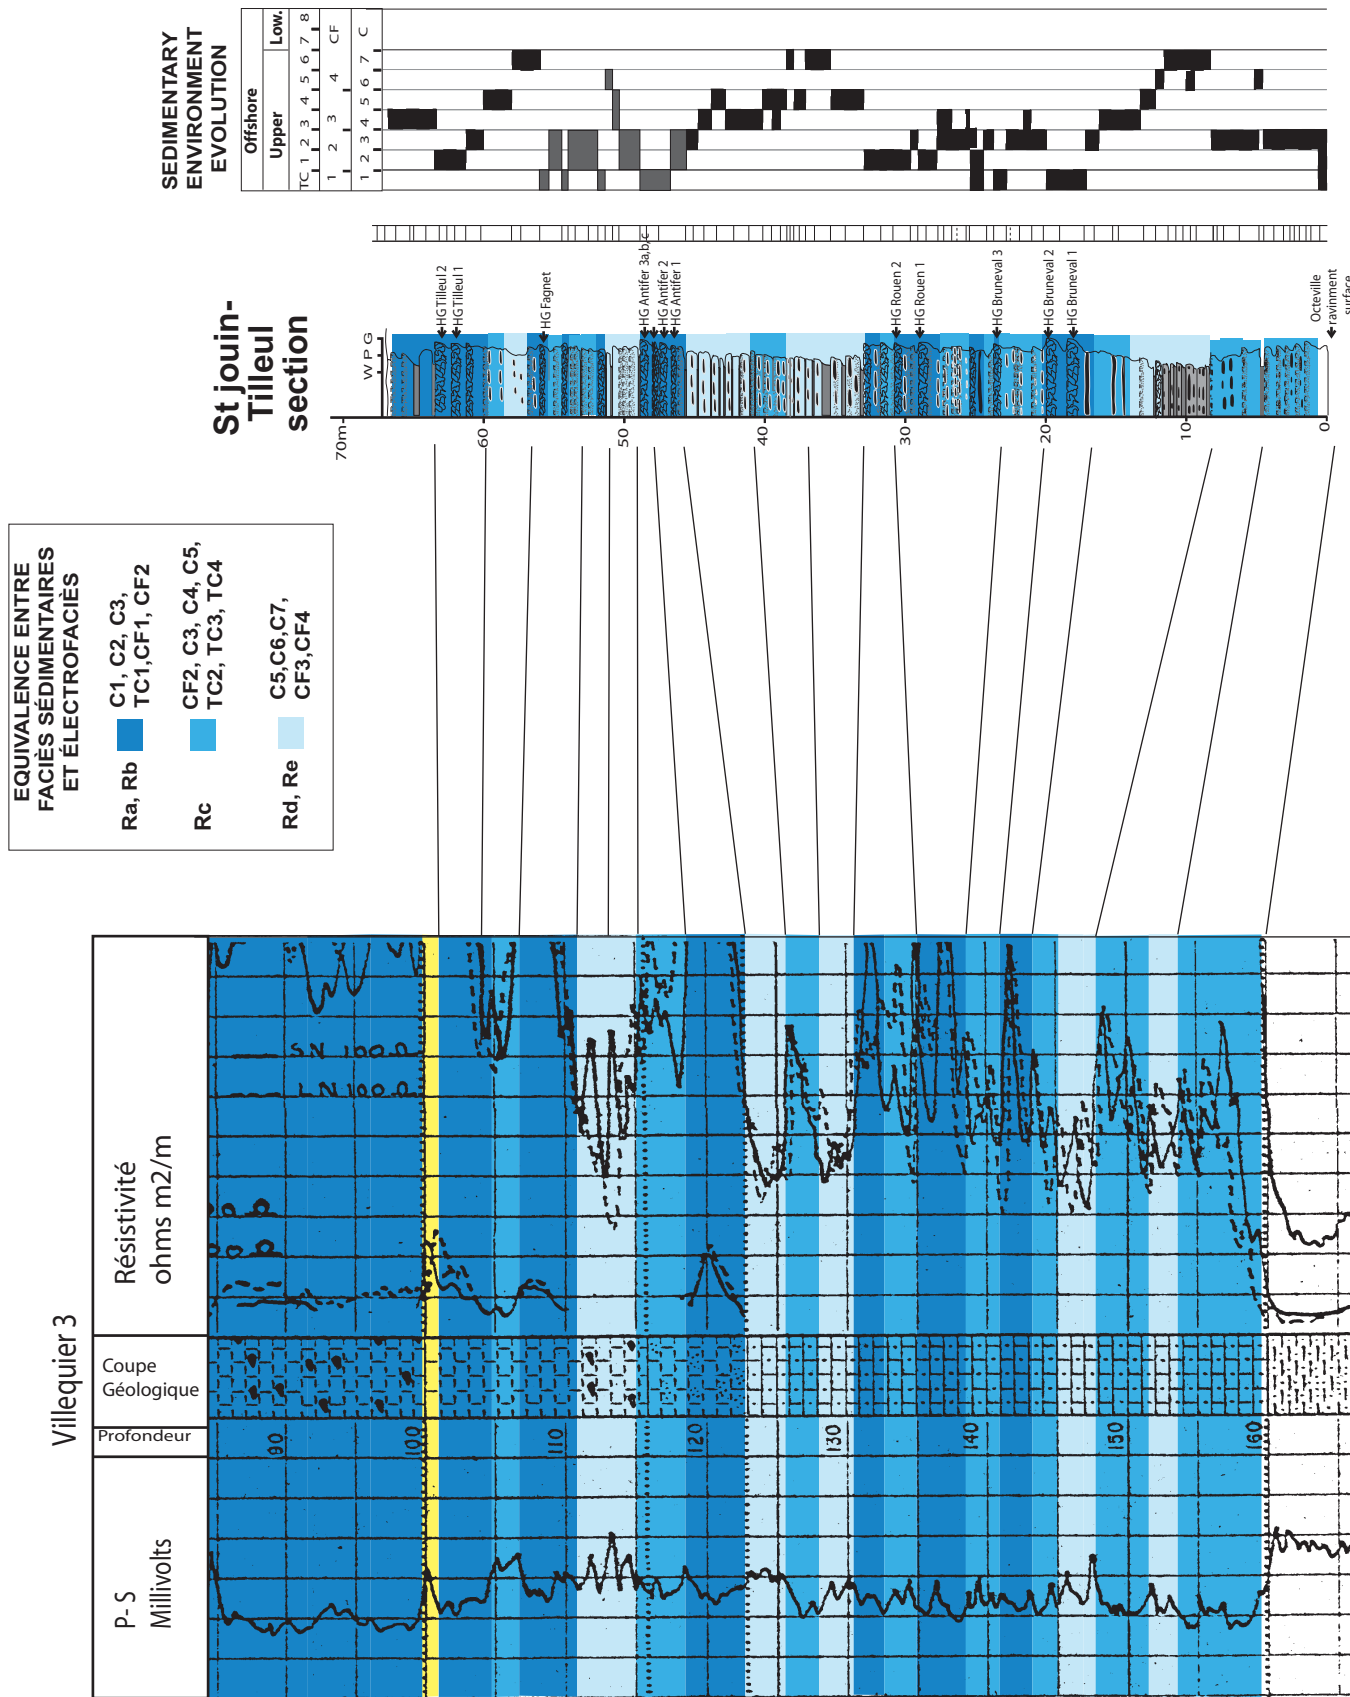 SEDIMENTARY
ENVIRONMENT
EVOLUTION
Offshore
Upper
Low.
TC 1 2 3 4 5 6 7 8
1 2 3 4 CF
1 2 3 5 6 7 C
St jouin-
Tilleul
section
W P G
HG Tilleul 2
HG Tilleul 1
HG Fagnet
HG Antifer 3a,b,c
HG Antifer 2
HG Antifer 1
HG Rouen 2
HG Rouen 1
HG Bruneval 3
HG Bruneval 2
HG Bruneval 1
Octeville
ravinment
surface
70m
60
50
40
30
20
10
0
EQUIVALENCE ENTRE
FACIÈS SÉDIMENTAIRES
ET ÉLECTROFACIÈS
Ra, Rb
C1, C2, C3,
TC1,CF1, CF2
Rc
CF2, C3, C4, C5,
TC2, TC3, TC4
Rd, Re
C5,C6,C7,
CF3,CF4
Villequier 3
Résistivité
ohms m2/m
SN 100 0
LN 100 0
Coupe
Géologique
Profondeur
90
100
110
120
130
140
150
160
P- S
Millivolts